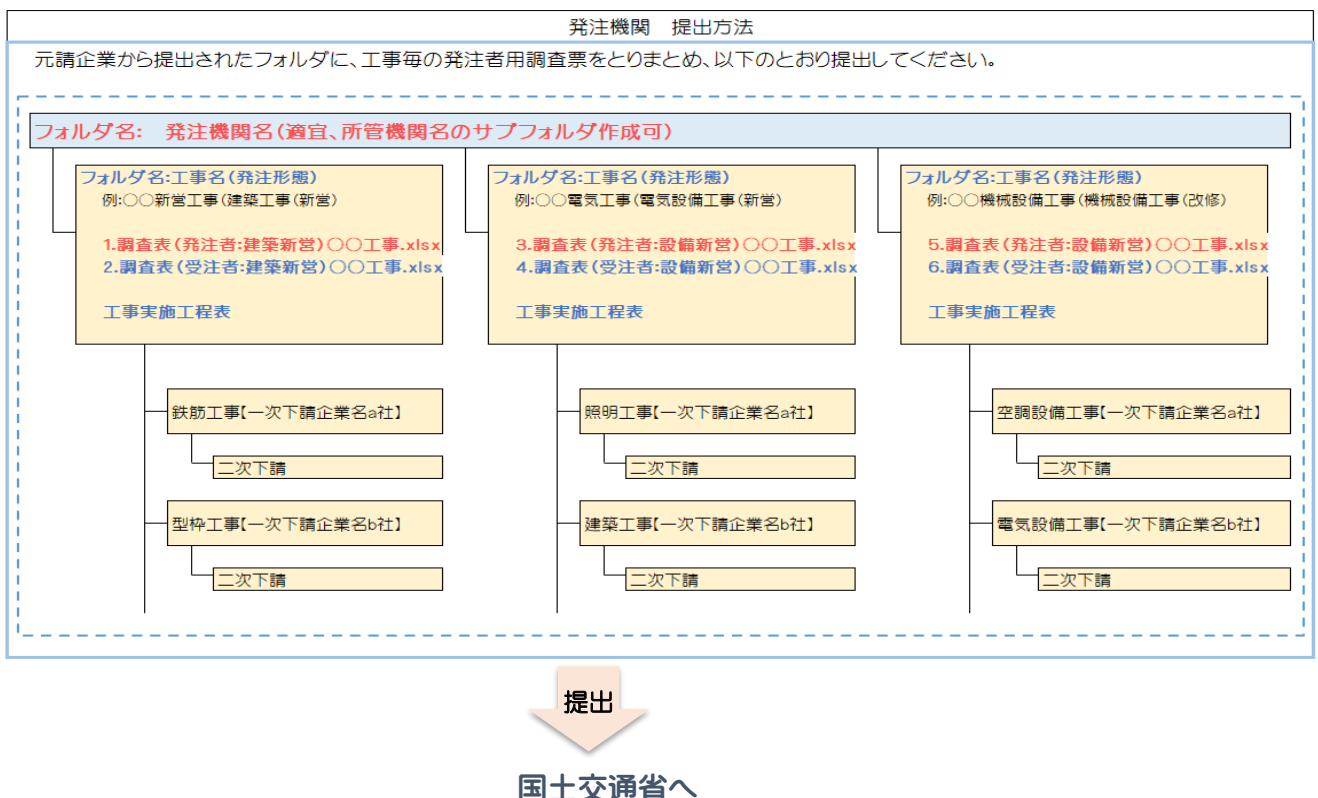 発注機関　提出方法
元請企業から提出されたフォルダに、工事毎の発注者用調査票をとりまとめ、以下のとおり提出してください。
フォルダ名:　発注機関名(適宜、所管機関名のサブフォルダ作成可)
フォルダ名:工事名(発注形態)
例:○○新営工事(建築工事(新営)
1.調査表(発注者:建築新営)○○工事.xlsx
2.調査表(受注者:建築新営)○○工事.xlsx
工事実施工程表
鉄筋工事【一次下請企業名a社】
二次下請
型枠工事【一次下請企業名b社】
二次下請
フォルダ名:工事名(発注形態)
例:○○電気工事(電気設備工事(新営)
3.調査表(発注者:設備新営)○○工事.xlsx
4.調査表(受注者:設備新営)○○工事.xlsx
工事実施工程表
照明工事【一次下請企業名a社】
二次下請
建築工事【一次下請企業名b社】
二次下請
フォルダ名:工事名(発注形態)
例:○○機械設備工事(機械設備工事(改修)
5.調査表(発注者:設備新営)○○工事.xlsx
6.調査表(受注者:設備新営)○○工事.xlsx
工事実施工程表
空調設備工事【一次下請企業名a社】
二次下請
電気設備工事【一次下請企業名b社】
二次下請
提出
国土交通省へ